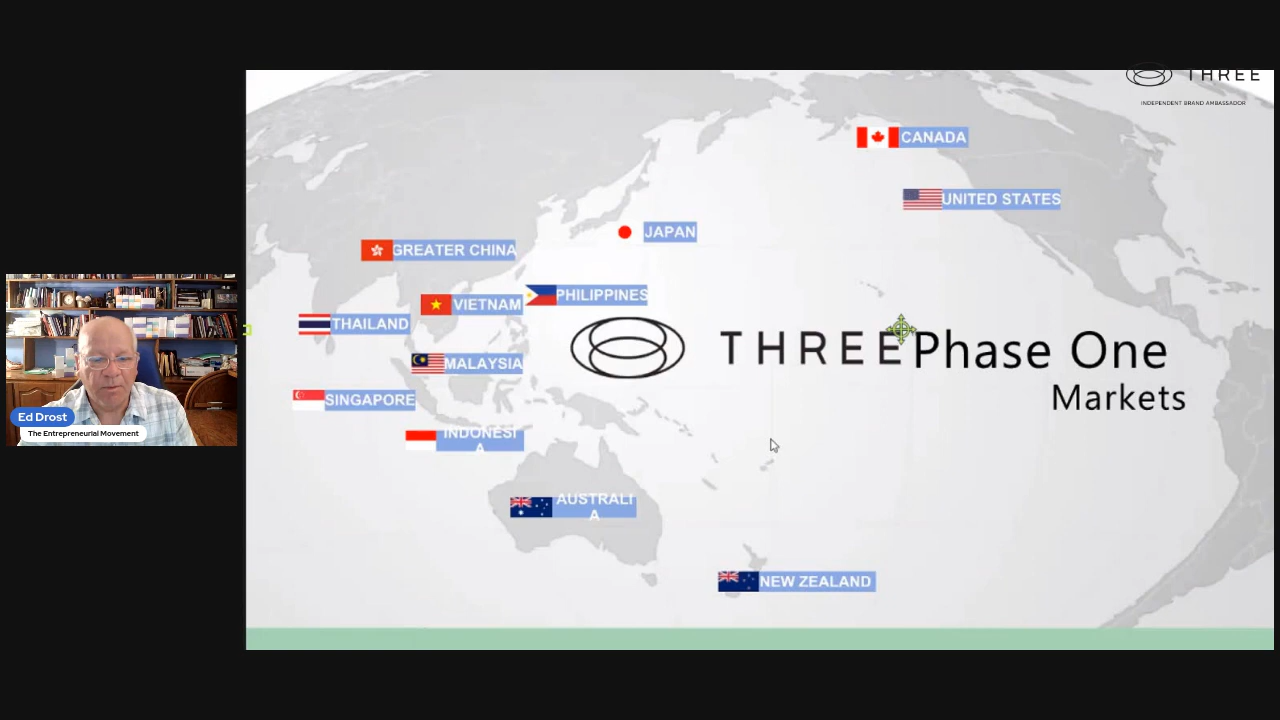 THREE
INDEPENDENT BRAND AMBASSADOR
CANADA
UNITED STATES
JAPAN
GREATER CHINA
PHILIPPINES
VIETNAM
THAILAND
THREE Phase One
Markets
MALAYSIA
SINGAPORE
INDONESI
A
AUSTRALI
A
NEW ZEALAND
Ed Drost
The Entrepreneurial Movement